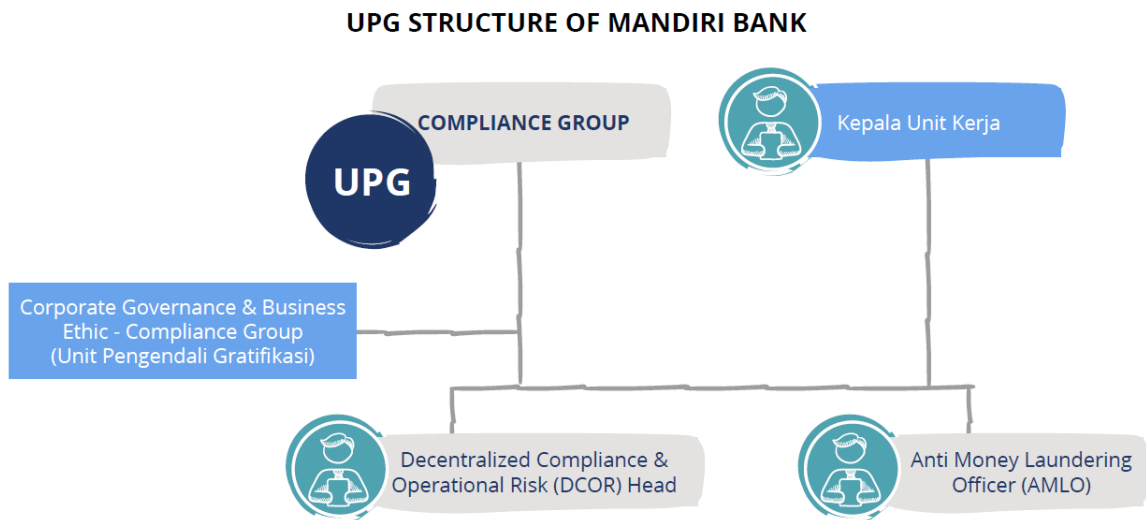 UPG STRUCTURE OF MANDIRI BANK
COMPLIANCE GROUP
UPG
Kepala Unit Kerja
Corporate Governance & Business
Ethic - Compliance Group
(Unit Pengendali Gratifikasi)
Decentralized Compliance &
Operational Risk (DCOR) Head
Anti Money Laundering
Officer (AMLO)